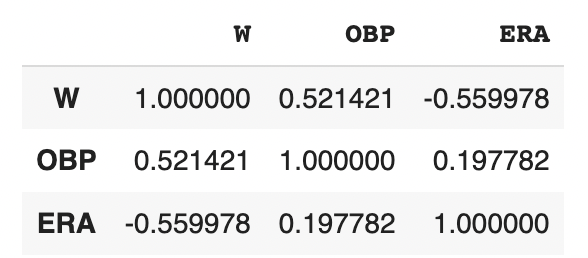 W OBP ERA
W 1.000000 0.521421 -0.559978
OBP 0.521421 1.000000 0.197782
ERA -0.559978 0.197782 1.000000